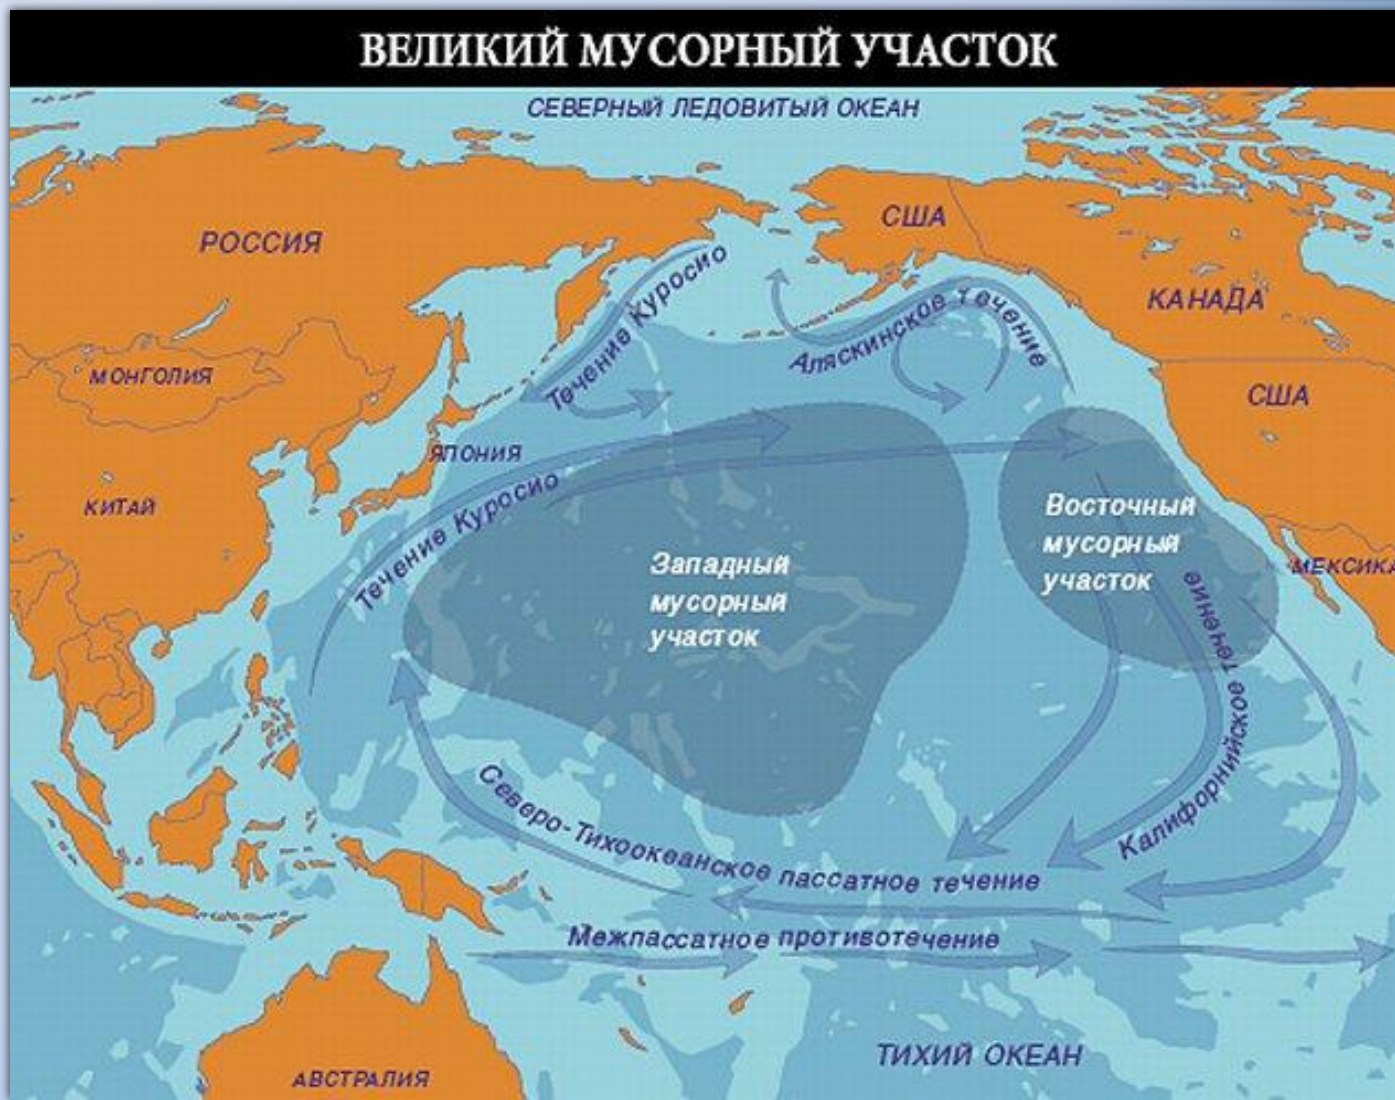 ВЕЛИКИЙ МУСОРНЫЙ УЧАСТОК
СЕВЕРНЫЙ ЛЕДОВИТЫЙ ОКЕАН
РОССИЯ
США
КАНАДА
Течение Куросио
Аляскинское течение
МОНГОЛИЯ
США
ЯПОНИЯ
КИТАЙ
Течение Куросио
Западный
мусорный
участок
Восточный
мусорный
участок
МЕКСИКА
Калифорнийское течение
Северо-Тихоокеанское пассатное течение
Межпассатное противотечение
ТИХИЙ ОКЕАН
АВСТРАЛИЯ